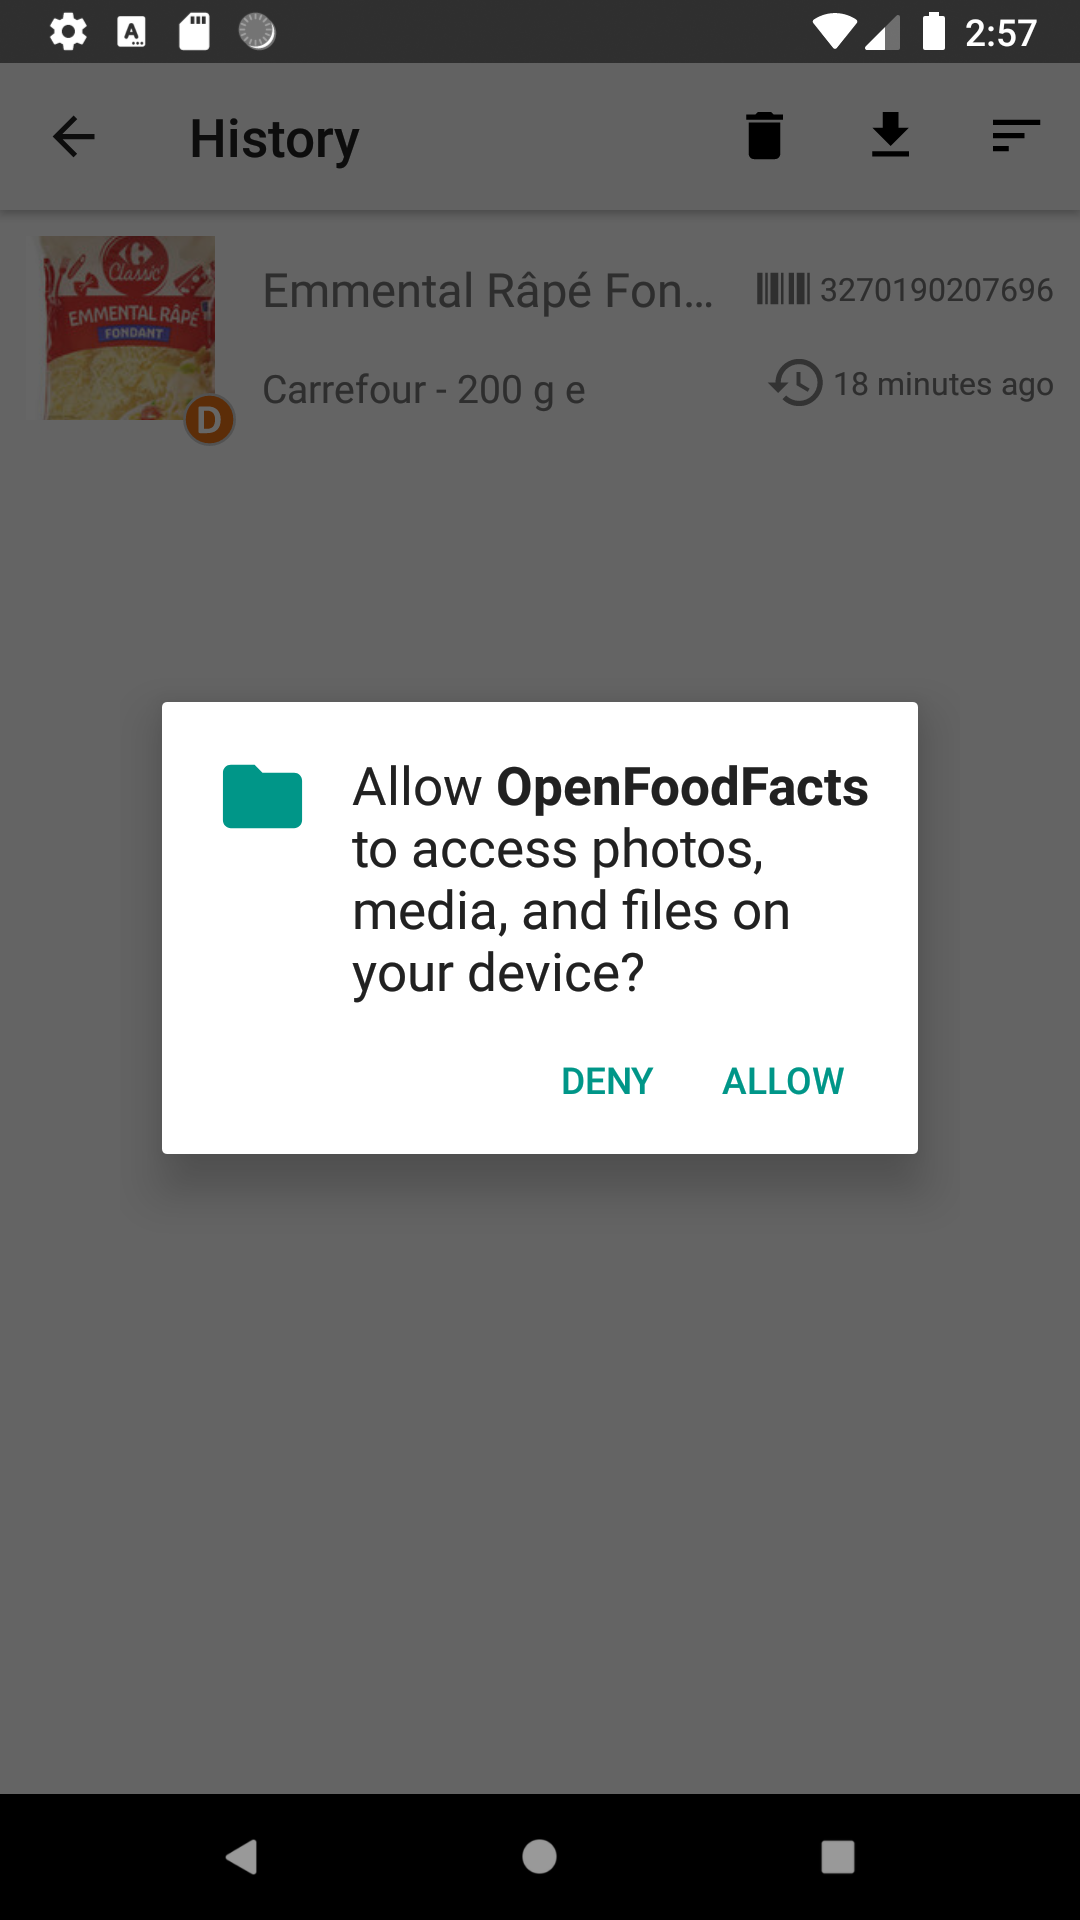 2:57
History
Classic'
EMMENTAL RÂPÉ
FONDANT
D
Emmental Râpé Fon...
3270190207696
Carrefour - 200 g e
18 minutes ago
Allow OpenFoodFacts
to access photos,
media, and files on
your device?
DENY
ALLOW